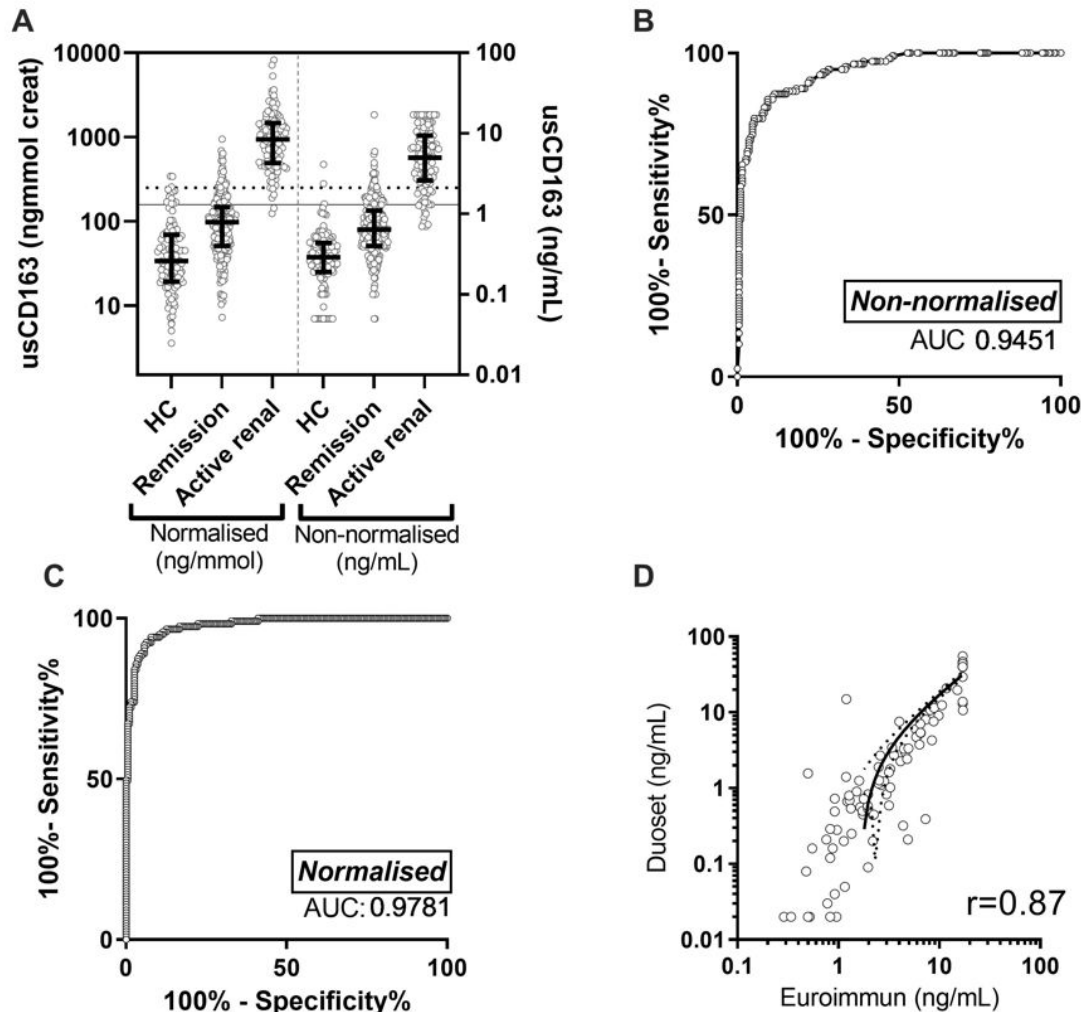 A
10000
1000
100
10
usCD163 (ngmmol creat)
100
10
1
0.1
0.01
usCD163 (ng/mL)
HC
Remission
Active renal
HC
Remission
Active renal
Normalised
(ng/mmol)
Non-normalised
(ng/mL)
B
100
50
0
100%- Sensitivity%
Non-normalised
AUC 0.9451
0
50
100
100% - Specificity%
C
100
50
0
100%- Sensitivity%
Normalised
AUC: 0.9781
0
50
100
100% - Specificity%
D
100
10
1
0.1
0.01
Duoset (ng/mL)
r=0.87
0.1
1
10
100
Euroimmun (ng/mL)